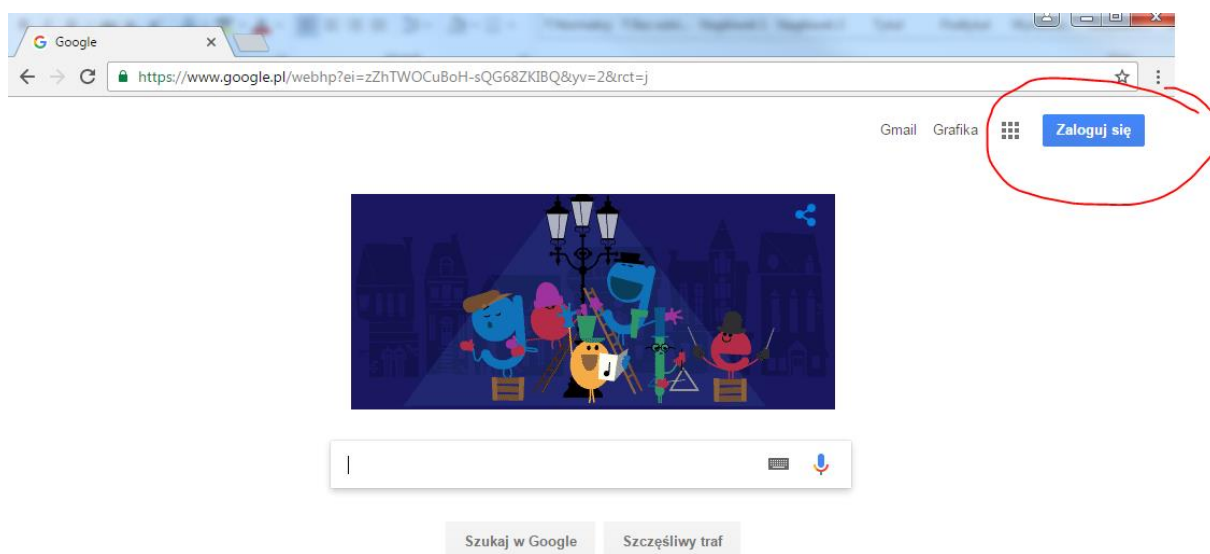 Google
https://www.google.pl/webhp?ei=zZhTWOCuBoH-sQG68ZKIBQ&yv=2&rct=j
Gmail Grafika Zaloguj się
Szukaj w Google Szczęśliwy traf